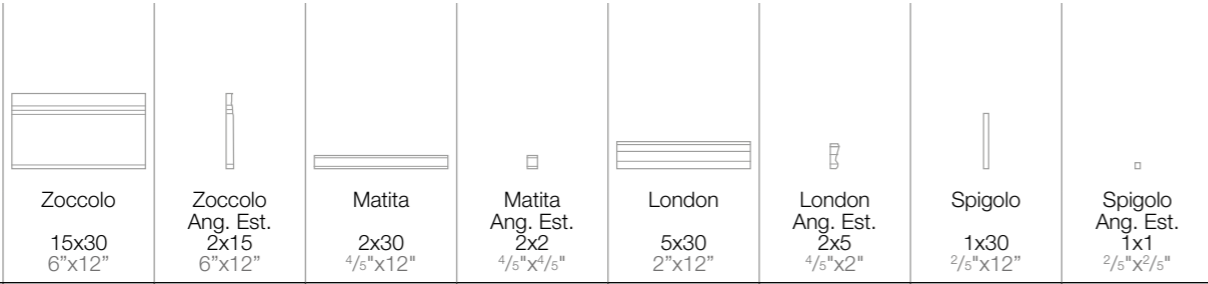 Zoccolo
15x30
6”x12”
Zoccolo
Ang. Est.
2x15
6”x12”
Matita
2x30
4/5"x12"
Matita
Ang. Est.
2x2
4/5"x4/5"
London
5x30
2”x12”
London
Ang. Est.
2x5
4/5"x2"
Spigolo
1x30
2/5"x12”
Spigolo
Ang. Est.
1x1
2/5"x2/5"